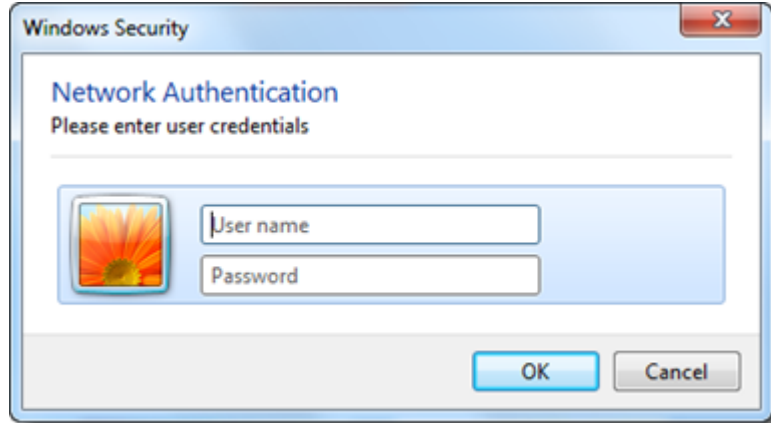 Windows Security
Network Authentication
Please enter user credentials
User name
Password
OK
Cancel